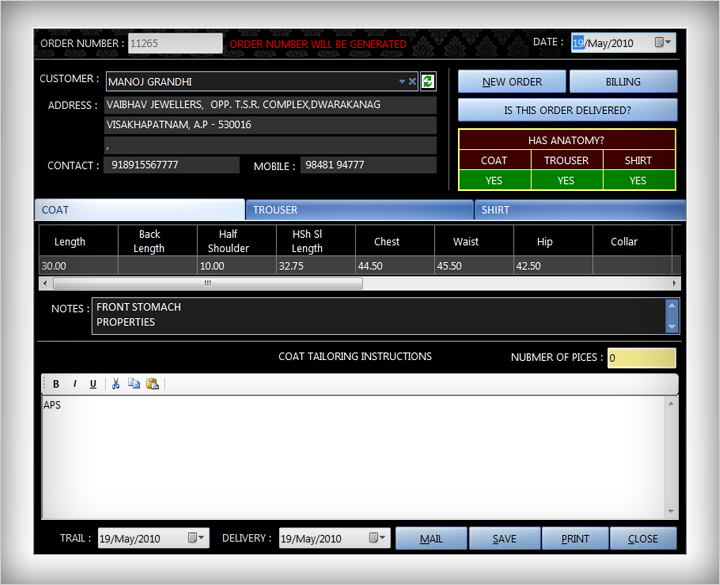 ORDER NUMBER : 11265 ORDER NUMBER WILL BE GENERATED DATE : 19/May/2010
CUSTOMER : MANOJ GRANDHI
NEW ORDER BILLING
ADDRESS : VAIBHAV JEWELLERS, OPP. T.S.R. COMPLEX,DWARAKANAG
IS THIS ORDER DELIVERED?
VISAKHAPATNAM, A.P - 530016
,
HAS ANATOMY?
COAT TROUSER SHIRT
YES YES YES
CONTACT : 918915567777 MOBILE : 98481 94777
COAT TROUSER SHIRT
Length Back Length Half Shoulder HSh Sl Length Chest Waist Hip Collar
30.00 10.00 32.75 44.50 45.50 42.50
NOTES : FRONT STOMACH
PROPERTIES
COAT TAILORING INSTRUCTIONS NUBMER OF PICES : 0
B I U
APS
TRAIL : 19/May/2010 DELIVERY : 19/May/2010 MAIL SAVE PRINT CLOSE